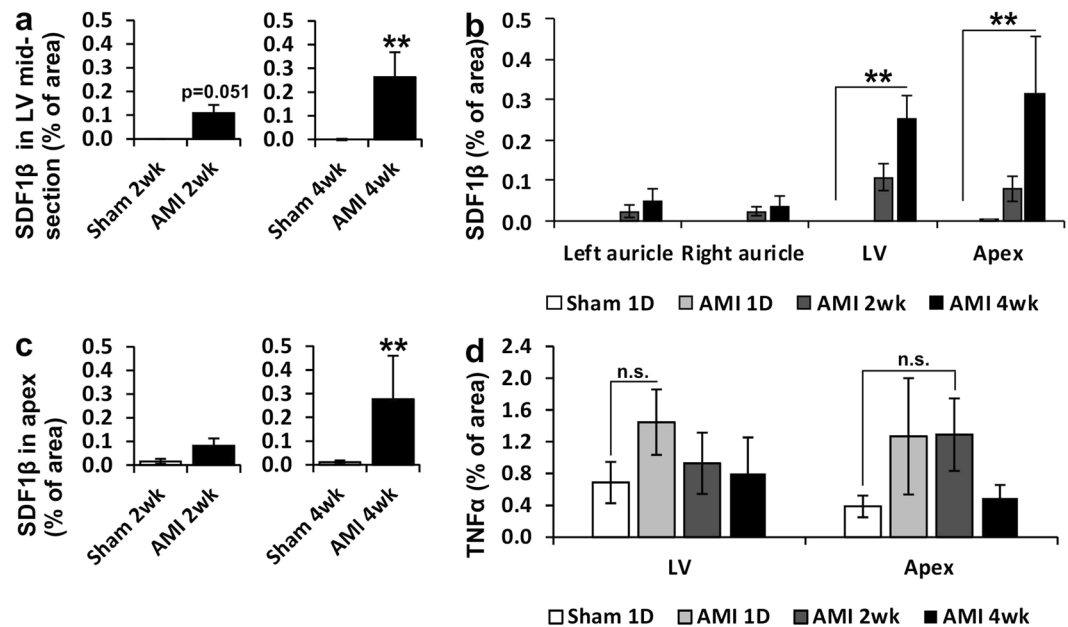 a
SDF1β in LV mid-
section (% of area)
0.5
0.4
0.3
0.2
0.1
0.0
p=0.051
Sham 2wk
AMI 2wk
0.5
0.4
0.3
0.2
0.1
0.0
**
Sham 4wk
AMI 4wk
b
SDF1β (% of area)
0.5
0.4
0.3
0.2
0.1
0.0
**
**
Left auricle
Right auricle
LV
Apex
Sham 1D
AMI 1D
AMI 2wk
AMI 4wk
c
SDF1β in apex
(% of area)
0.5
0.4
0.3
0.2
0.1
0.0
Sham 2wk
AMI 2wk
0.5
0.4
0.3
0.2
0.1
0.0
**
Sham 4wk
AMI 4wk
d
TNFα (% of area)
2.4
2.0
1.6
1.2
0.8
0.4
0.0
n.s.
n.s.
LV
Apex
Sham 1D
AMI 1D
AMI 2wk
AMI 4wk